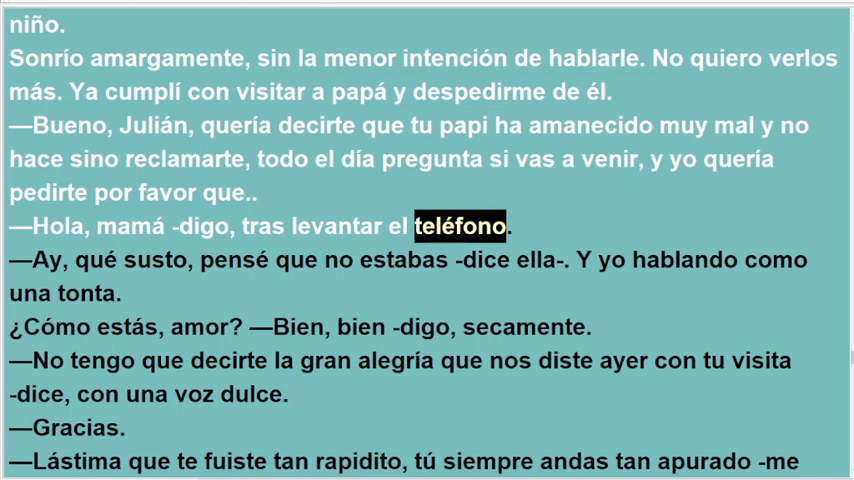 niño.
Sonrío amargamente, sin la menor intención de hablarle. No quiero verlos
más. Ya cumplí con visitar a papá y despedirme de él.
—Bueno, Julián, quería decirte que tu papi ha amanecido muy mal y no
hace sino reclamarte, todo el día pregunta si vas a venir, y yo quería
pedirte por favor que..
—Hola, mamá -digo, tras levantar el teléfono.
—Ay, qué susto, pensé que no estabas -dice ella-. Y yo hablando como
una tonta.
¿Cómo estás, amor? —Bien, bien -digo, secamente.
—No tengo que decirte la gran alegría que nos diste ayer con tu visita
-dice, con una voz dulce.
—Gracias.
—Lástima que te fuiste tan rapidito, tú siempre andas tan apurado -me